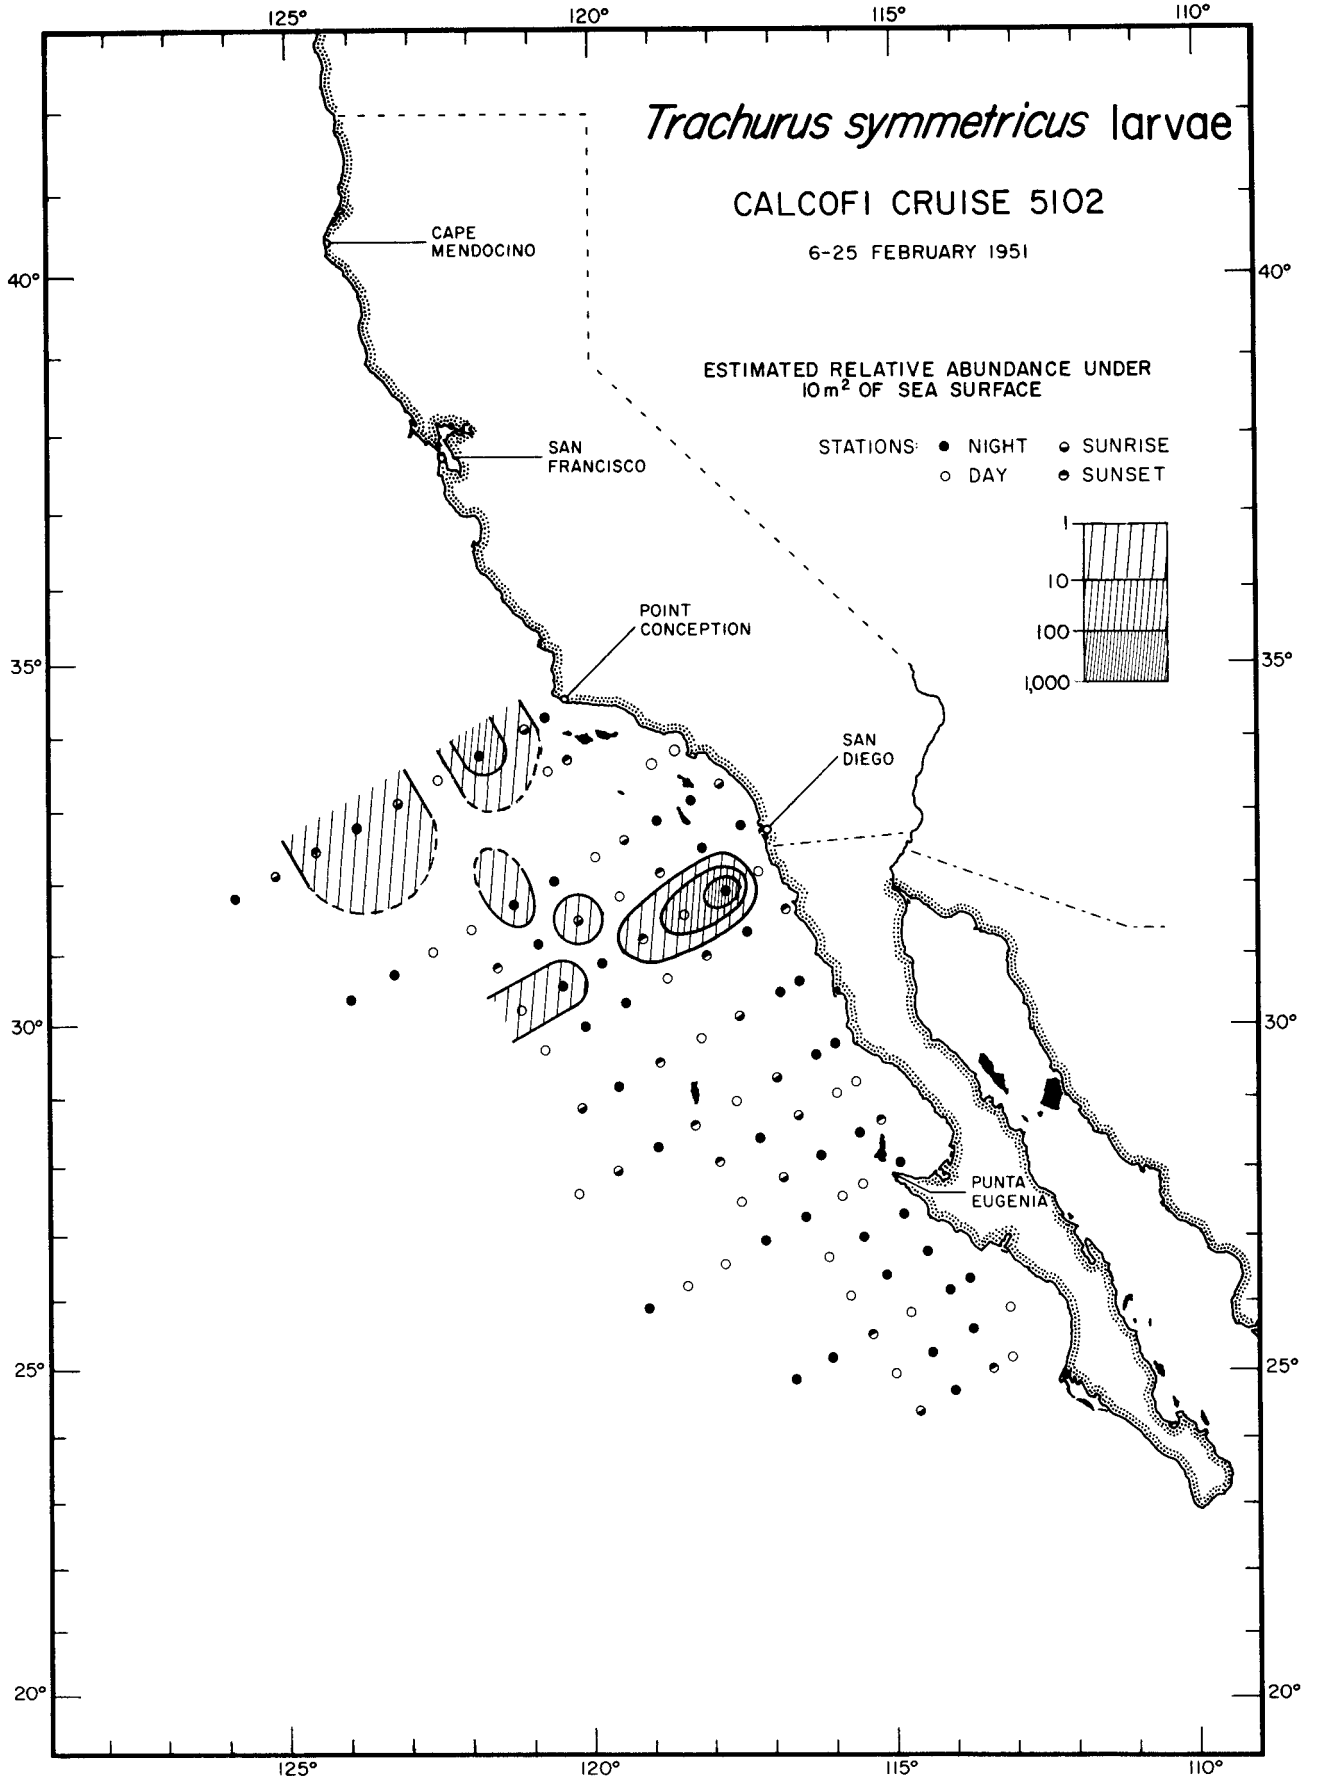 125° 120° 115° 110°
Trachurus symmetricus larvae
CALCOFI CRUISE 5102
6-25 FEBRUARY 1951
CAPE
MENDOCINO
40° 40°
ESTIMATED RELATIVE ABUNDANCE UNDER
10m² OF SEA SURFACE
STATIONS: NIGHT SUNRISE
DAY SUNSET
SAN
FRANCISCO
1
10
100
1,000
POINT
CONCEPTION
35° 35°
SAN
DIEGO
30° 30°
PUNTA
EUGENIA
25° 25°
20° 20°
125° 120° 115° 110°